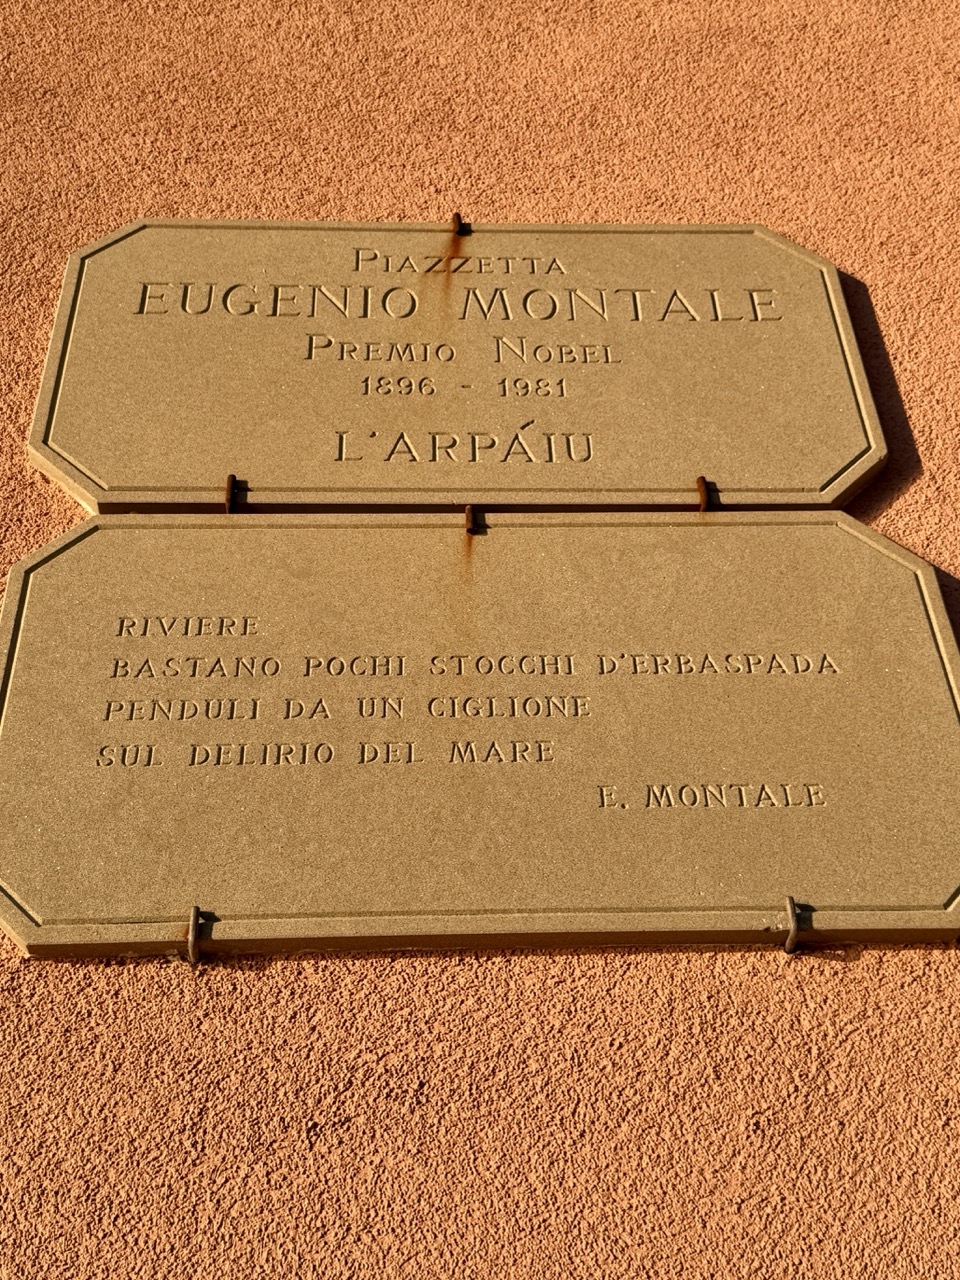 Piazzetta
EUGENIO MONTALE
Premio Nobel
1896 - 1981
L'ARPÁIU
RIVIERE
BASTANO POCHI STOCCHI D'ERBASPADA
PENDULI DA UN CIGLIONE
SUL DELIRIO DEL MARE
E. MONTALE